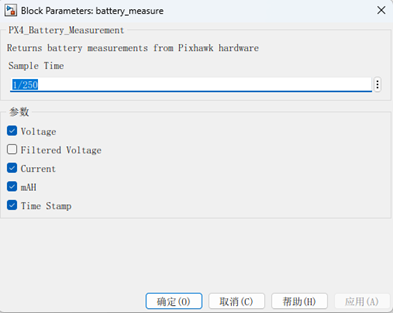 Block Parameters: battery_measure
PX4_Battery_Measurement
Returns battery measurements from Pixhawk hardware
Sample Time
1/250
参数
Voltage
Filtered Voltage
Current
mAH
Time Stamp
确定(O) 取消(C) 帮助(H) 应用(A)